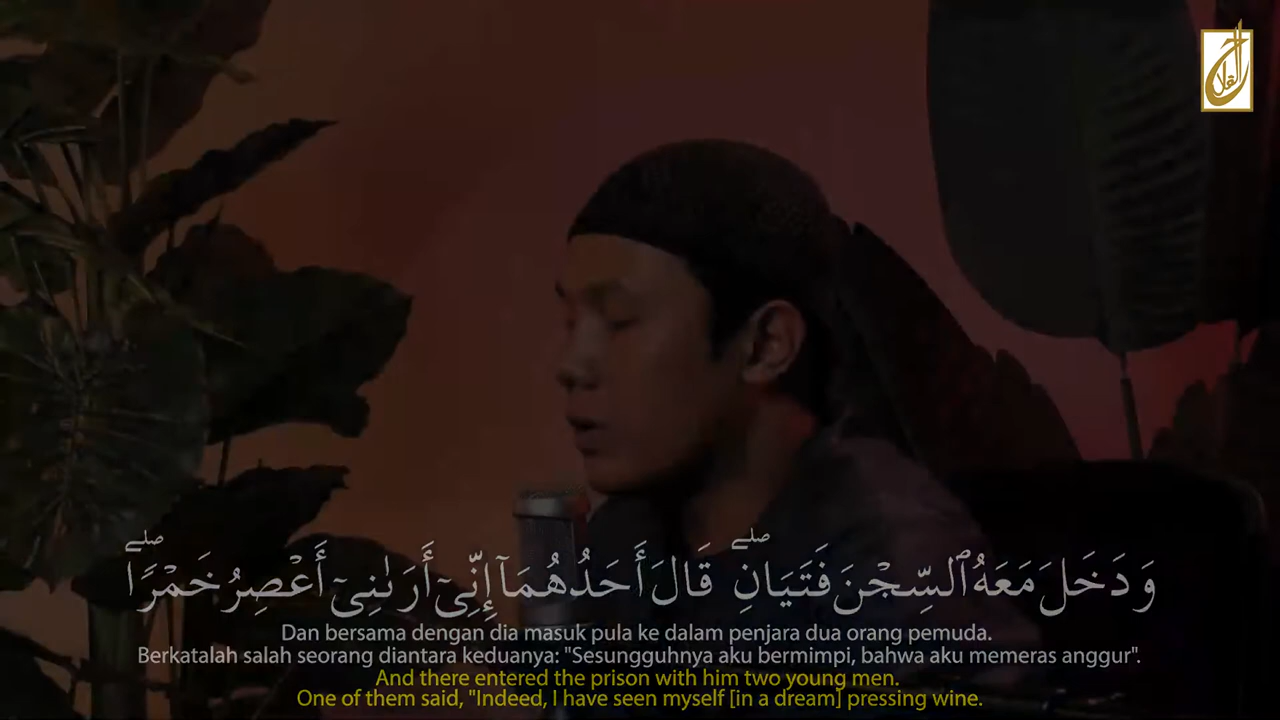 وَدَخَلَ مَعَهُ ٱلسِّجْنَ فَتَيَانِ ۖ قَالَ أَحَدُهُمَآ إِنِّىٓ أَرَىٰنِىٓ أَعْصِرُ خَمْرًا ۖ
Dan bersama dengan dia masuk pula ke dalam penjara dua orang pemuda.
Berkatalah salah seorang diantara keduanya: "Sesungguhnya aku bermimpi, bahwa aku memeras anggur".
And there entered the prison with him two young men.
One of them said, "Indeed, I have seen myself [in a dream] pressing wine.